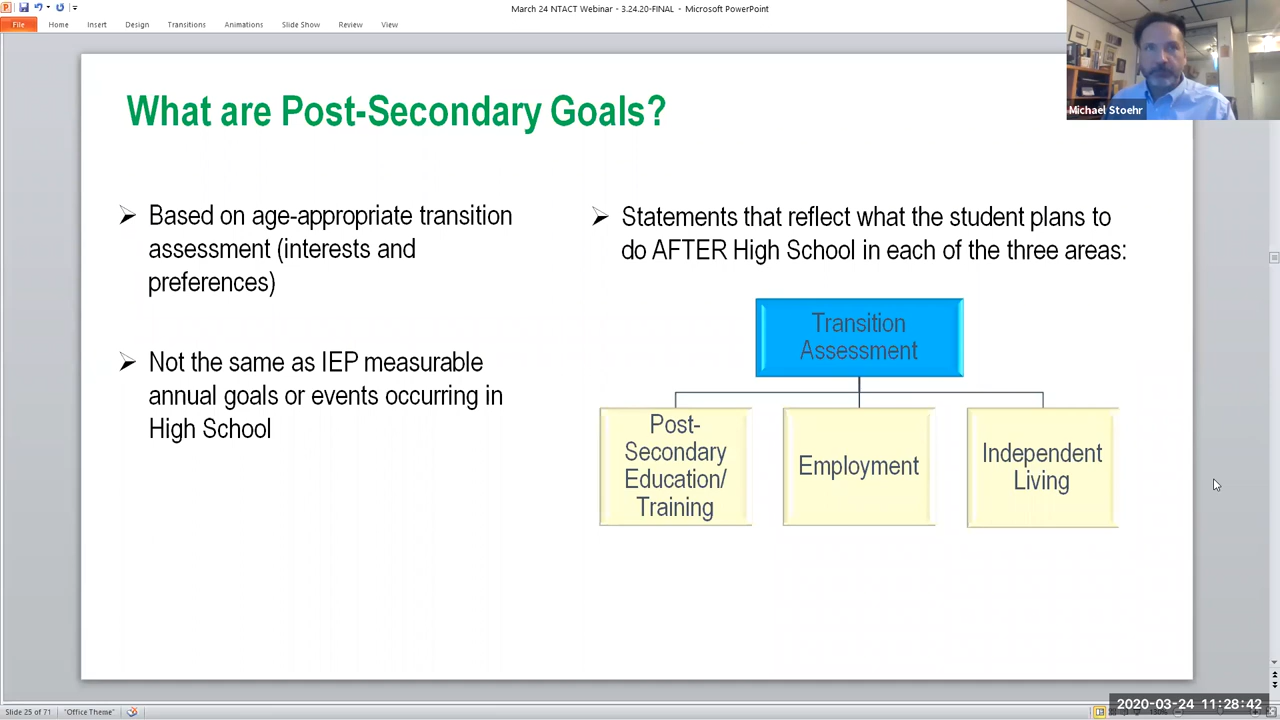 March 24 NTACT Webinar - 3.24.20-FINAL - Microsoft PowerPoint
File Home Insert Design Transitions Animations Slide Show Review View
Michael Stoehr
What are Post-Secondary Goals?
Based on age-appropriate transition
assessment (interests and
preferences)
Not the same as IEP measurable
annual goals or events occurring in
High School
Statements that reflect what the student plans to
do AFTER High School in each of the three areas:
Transition
Assessment
Post-
Secondary
Education/
Training
Employment
Independent
Living
Slide 25 of 71 "Office Theme"
2020-03-24 11:28:42